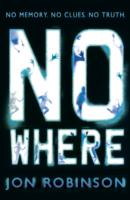 NO MEMORY. NO CLUES. NO TRUTH.
NO
WHERE
JON ROBINSON